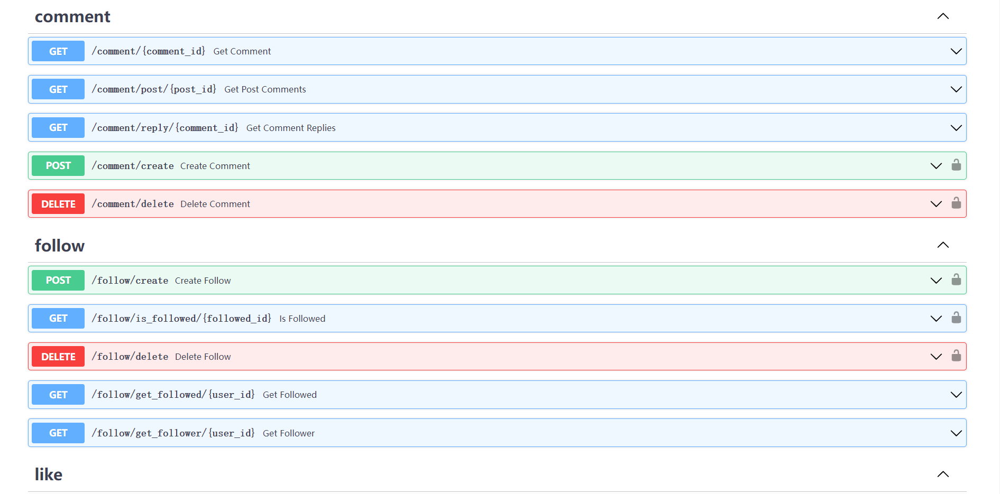 comment
GET /comment/{comment_id} Get Comment
GET /comment/post/{post_id} Get Post Comments
GET /comment/reply/{comment_id} Get Comment Replies
POST /comment/create Create Comment
DELETE /comment/delete Delete Comment
follow
POST /follow/create Create Follow
GET /follow/is_followed/{followed_id} Is Followed
DELETE /follow/delete Delete Follow
GET /follow/get_followed/{user_id} Get Followed
GET /follow/get_follower/{user_id} Get Follower
like